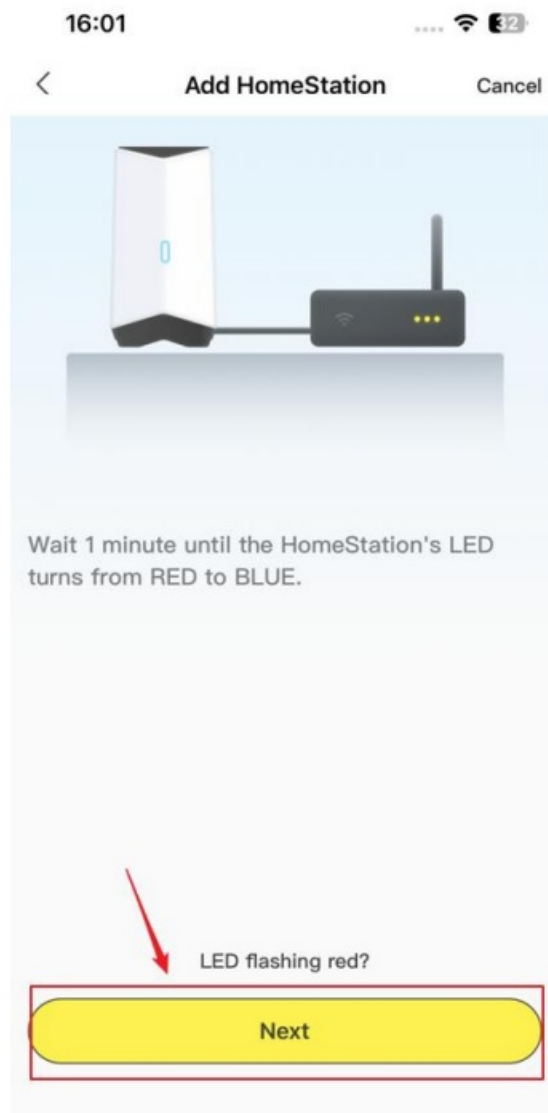 16:01
32
Add HomeStation
Cancel
Wait 1 minute until the HomeStation's LED
turns from RED to BLUE.
LED flashing red?
Next